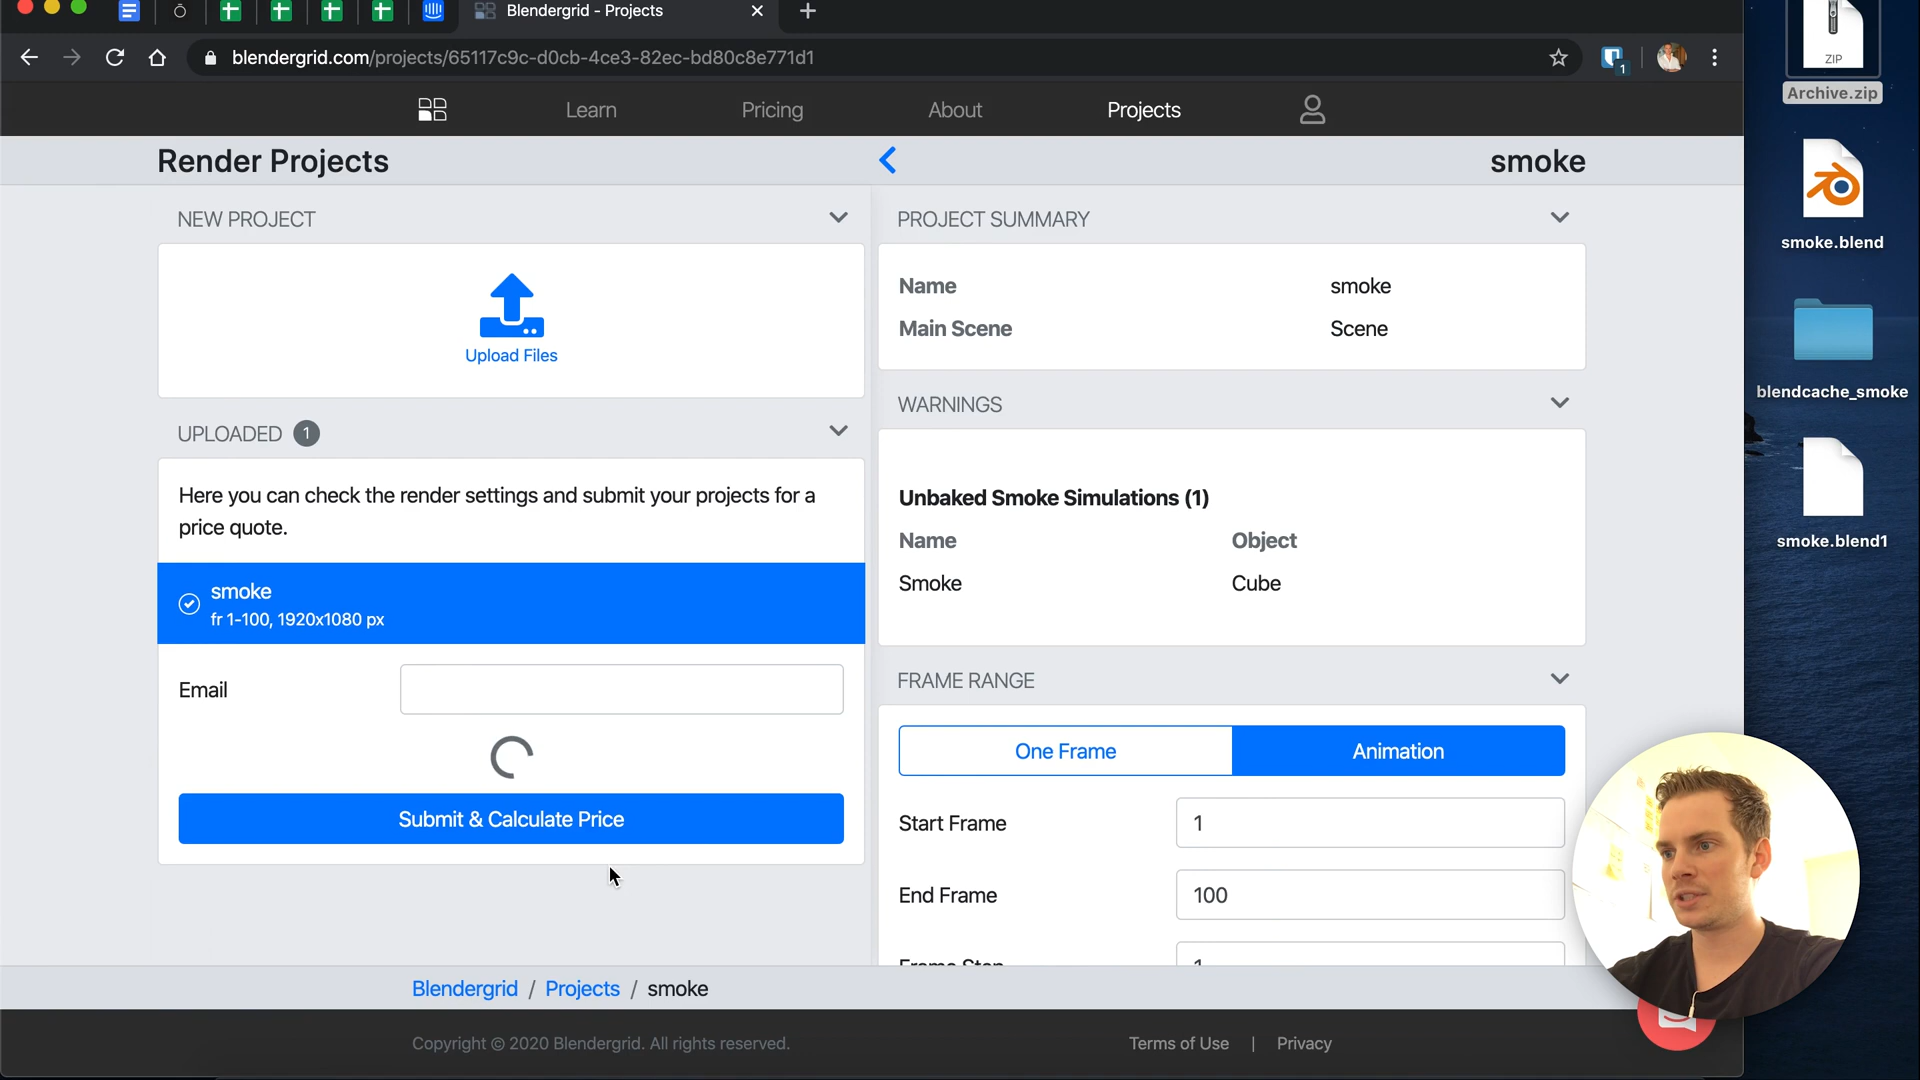 Blendergrid - Projects
blendergrid.com/projects/65117c9c-d0cb-4ce3-82ec-bd80c8e771d1
1
Learn
Pricing
About
Projects
Render Projects
smoke
NEW PROJECT
Upload Files
UPLOADED 1
Here you can check the render settings and submit your projects for a
price quote.
smoke
fr 1-100, 1920x1080 px
Email
Submit & Calculate Price
PROJECT SUMMARY
Name smoke
Main Scene Scene
WARNINGS
Unbaked Smoke Simulations (1)
Name Object
Smoke Cube
FRAME RANGE
One Frame Animation
Start Frame 1
End Frame 100
Frame Step 1
Blendergrid / Projects / smoke
Copyright © 2020 Blendergrid. All rights reserved.
Terms of Use | Privacy
ZIP
Archive.zip
smoke.blend
blendcache_smoke
smoke.blend1